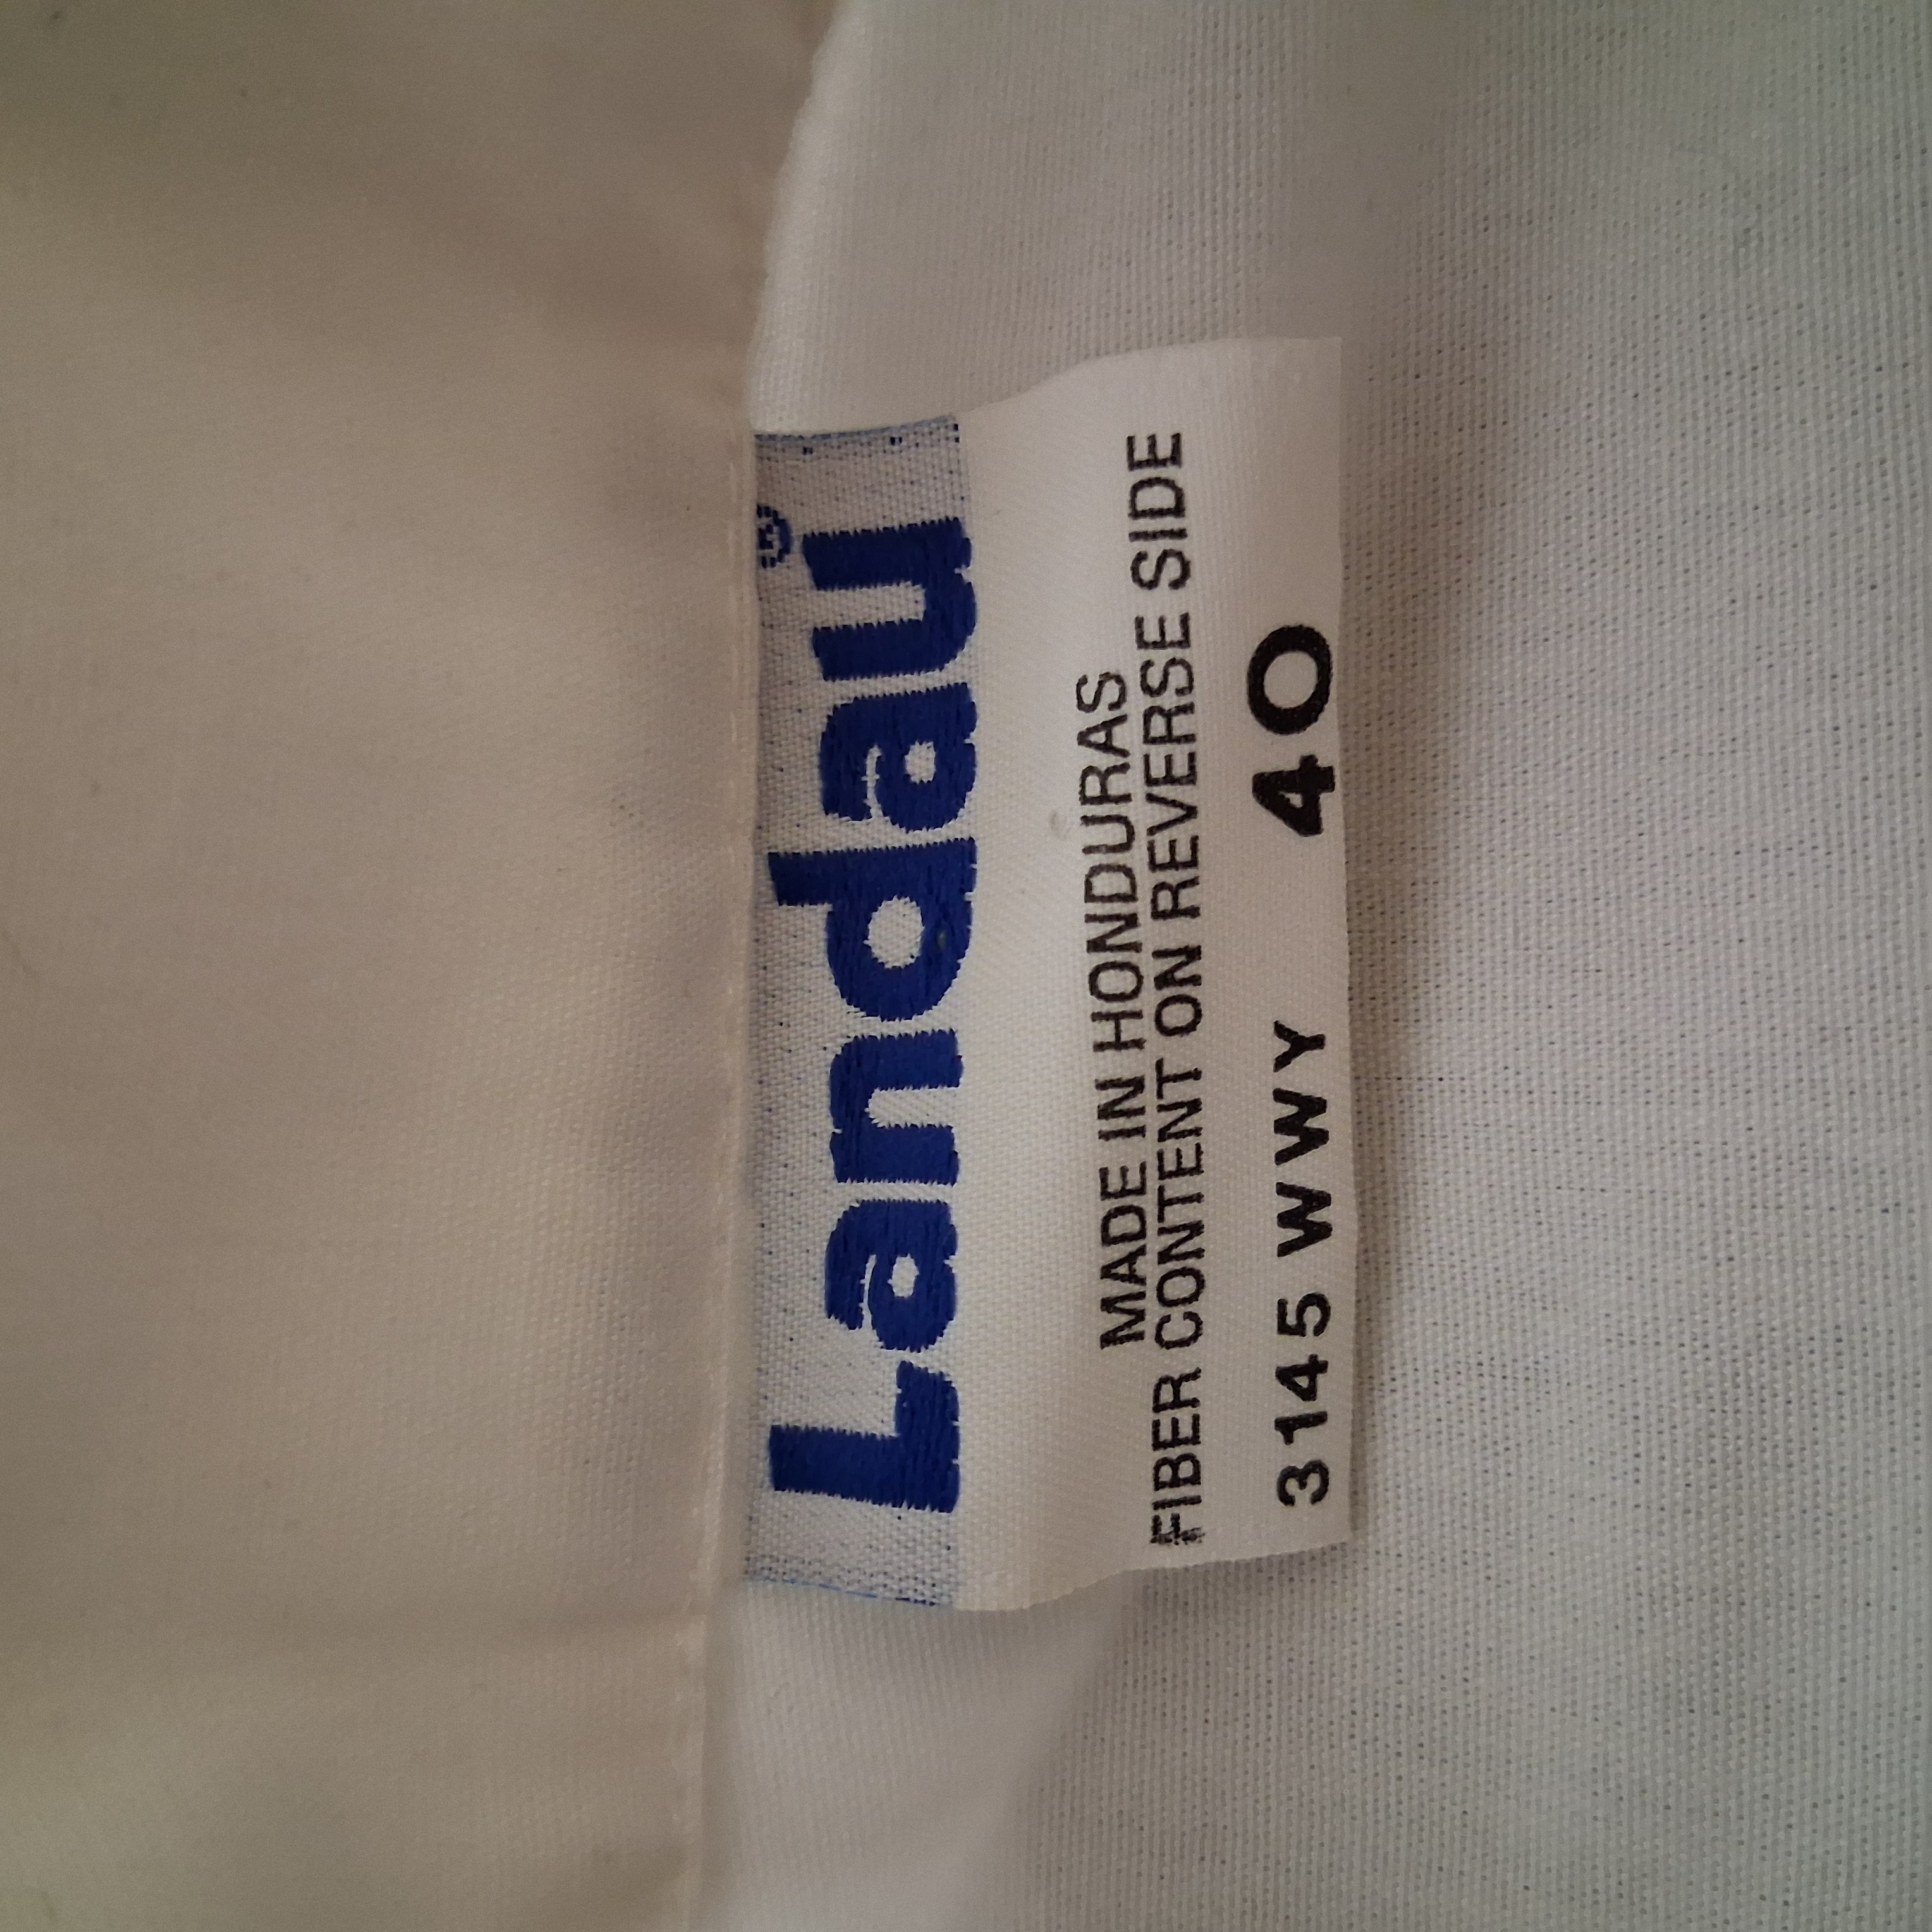 Landau®
MADE IN HONDURAS
FIBER CONTENT ON REVERSE SIDE
3145 WWY 40